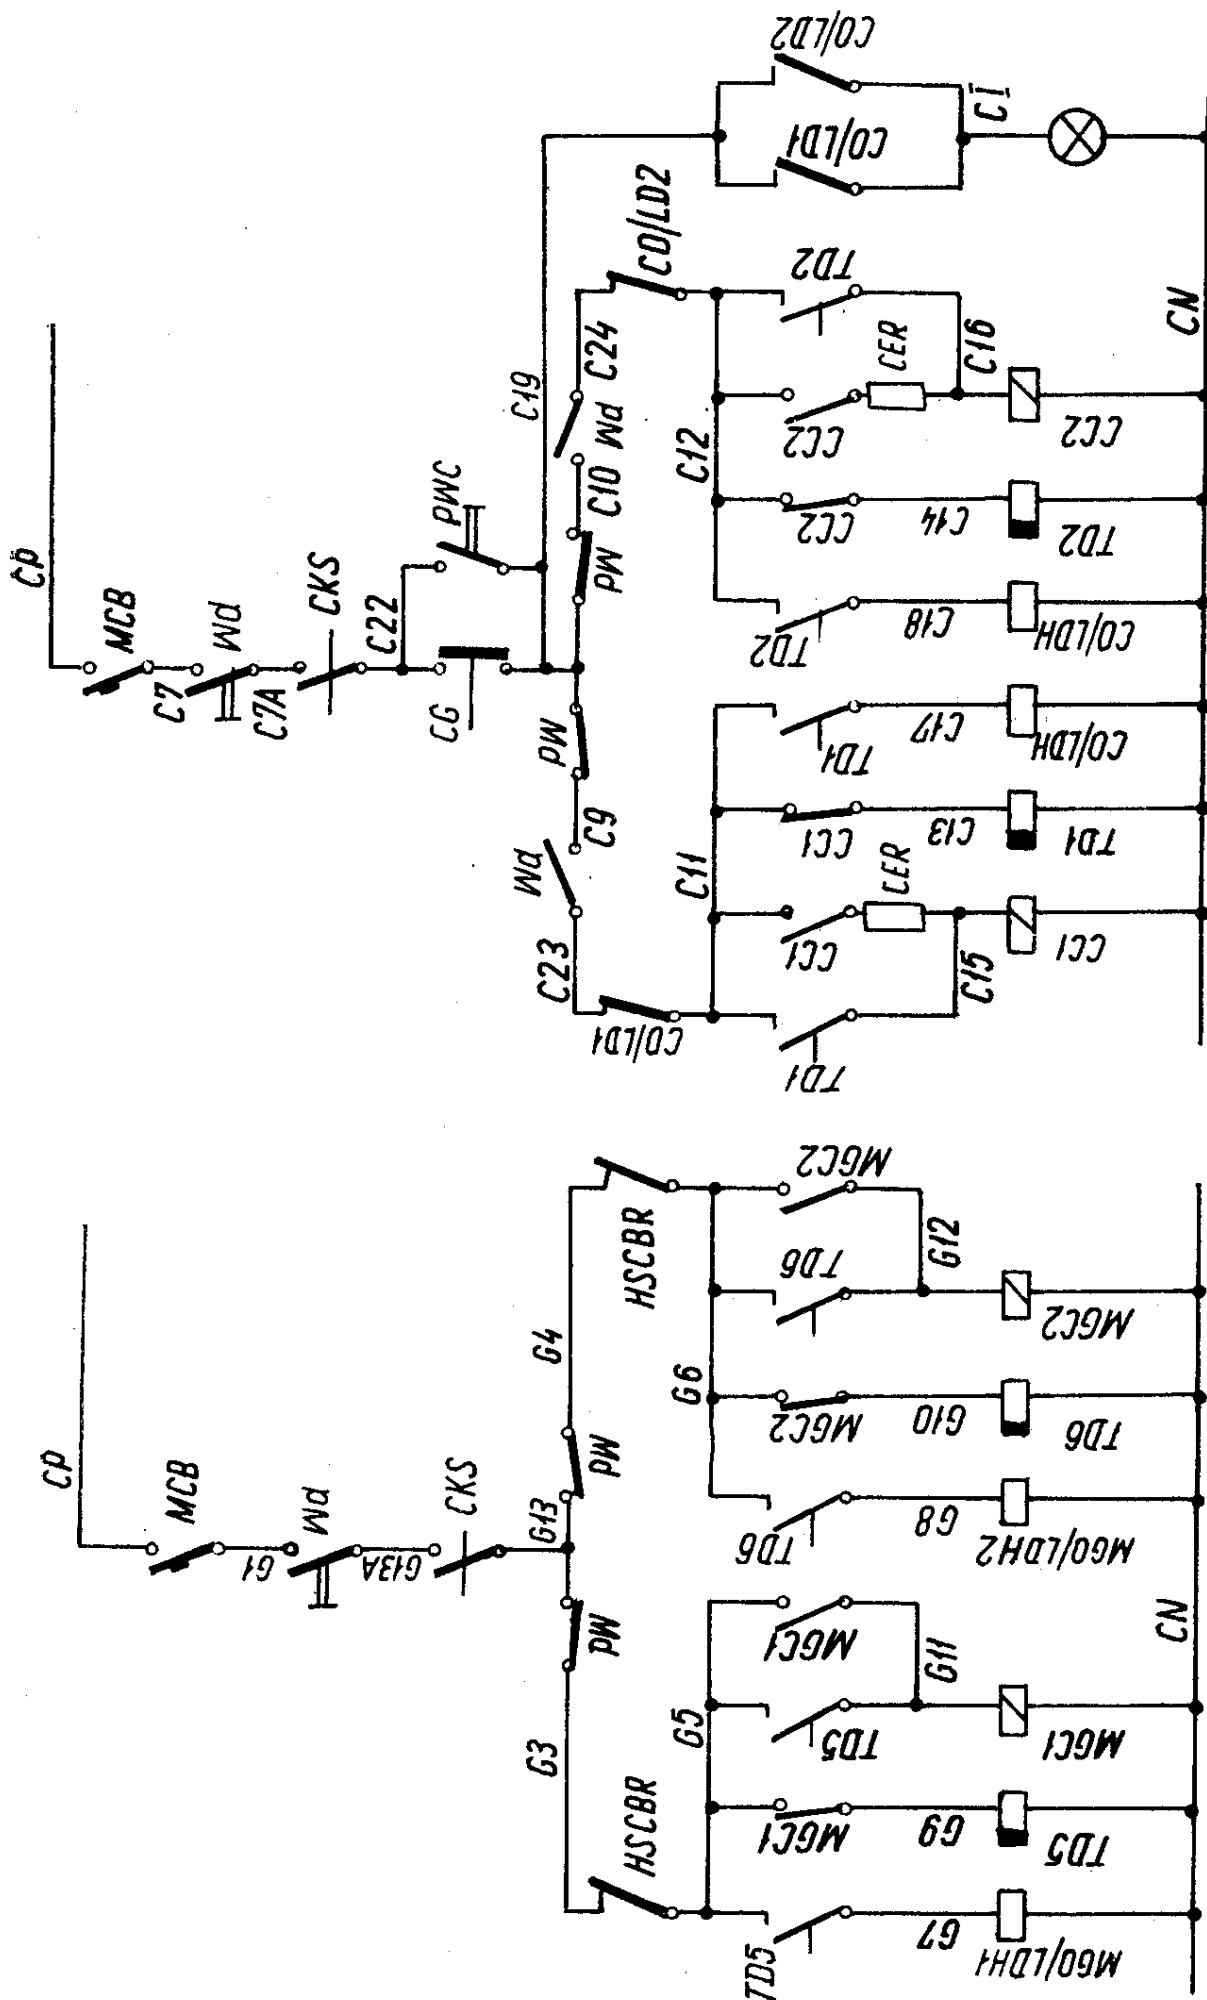 CO/LD2
CI
CO/LD1
CO/LD2
TD2
CN
Cp
C19
C24
CER
C16
Wd
CC2
CC2
C12
PWC
C10
MCB
Wd
CKS
C22
PW
CC2
C14
TD2
C7
C7A
CG
TD2
C18
CO/LDH
PW
TD1
C17
CO/LDH
C9
Wd
C11
CC1
C13
TD1
CER
C23
CC1
C15
CC1
CO/LD1
TD1
MGC2
HSCBR
G12
TD6
MGC2
G4
G6
MGC2
G10
TD6
Cp
MCB
Wd
CKS
PW
G13
G1
G13A
TD6
G8
MGO/LDH2
PW
MGC1
G11
CN
G3
G5
TD5
MGC1
HSCBR
MGC1
G9
TD5
TD5
G7
MGO/LDH1